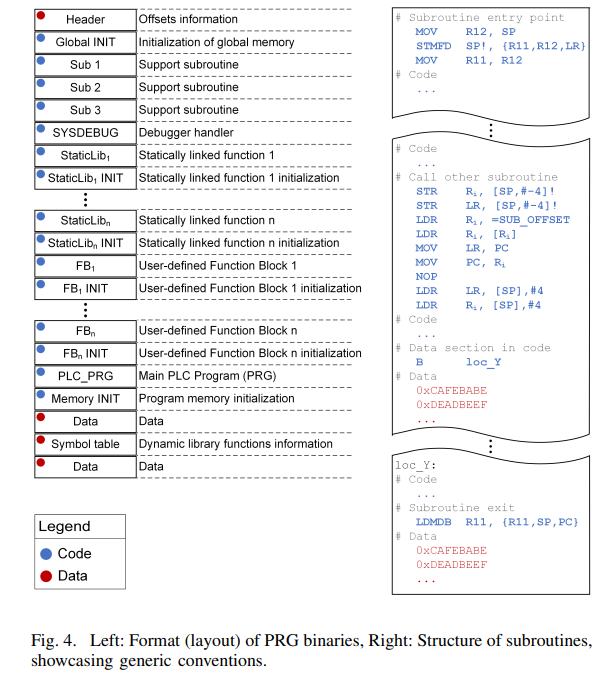 Header Offsets information
Global INIT Initialization of global memory
Sub 1 Support subroutine
Sub 2 Support subroutine
Sub 3 Support subroutine
SYSDEBUG Debugger handler
StaticLib₁ Statically linked function 1
StaticLib₁ INIT Statically linked function 1 initialization
⋮
StaticLibₙ Statically linked function n
StaticLibₙ INIT Statically linked function n initialization
FB₁ User-defined Function Block 1
FB₁ INIT User-defined Function Block 1 initialization
⋮
FBₙ User-defined Function Block n
FBₙ INIT User-defined Function Block n initialization
PLC_PRG Main PLC Program (PRG)
Memory INIT Program memory initialization
Data Data
Symbol table Dynamic library functions information
Data Data
Legend
Code
Data
# Subroutine entry point
MOV R12, SP
STMFD SP!, {R11,R12,LR}
MOV R11, R12
# Code
...
⋮
# Code
...
# Call other subroutine
STR Rᵢ, [SP,#-4]!
STR LR, [SP,#-4]!
LDR Rᵢ, =SUB_OFFSET
LDR Rᵢ, [Rᵢ]
MOV LR, PC
MOV PC, Rᵢ
NOP
LDR LR, [SP],#4
LDR Rᵢ, [SP],#4
# Code
...
# Data section in code
B loc_Y
# Data
0xCAFEBABE
0xDEADBEEF
...
⋮
loc_Y:
# Code
...
# Subroutine exit
LDMDB R11, {R11,SP,PC}
# Data
0xCAFEBABE
0xDEADBEEF
...
Fig. 4. Left: Format (layout) of PRG binaries, Right: Structure of subroutines,
showcasing generic conventions.